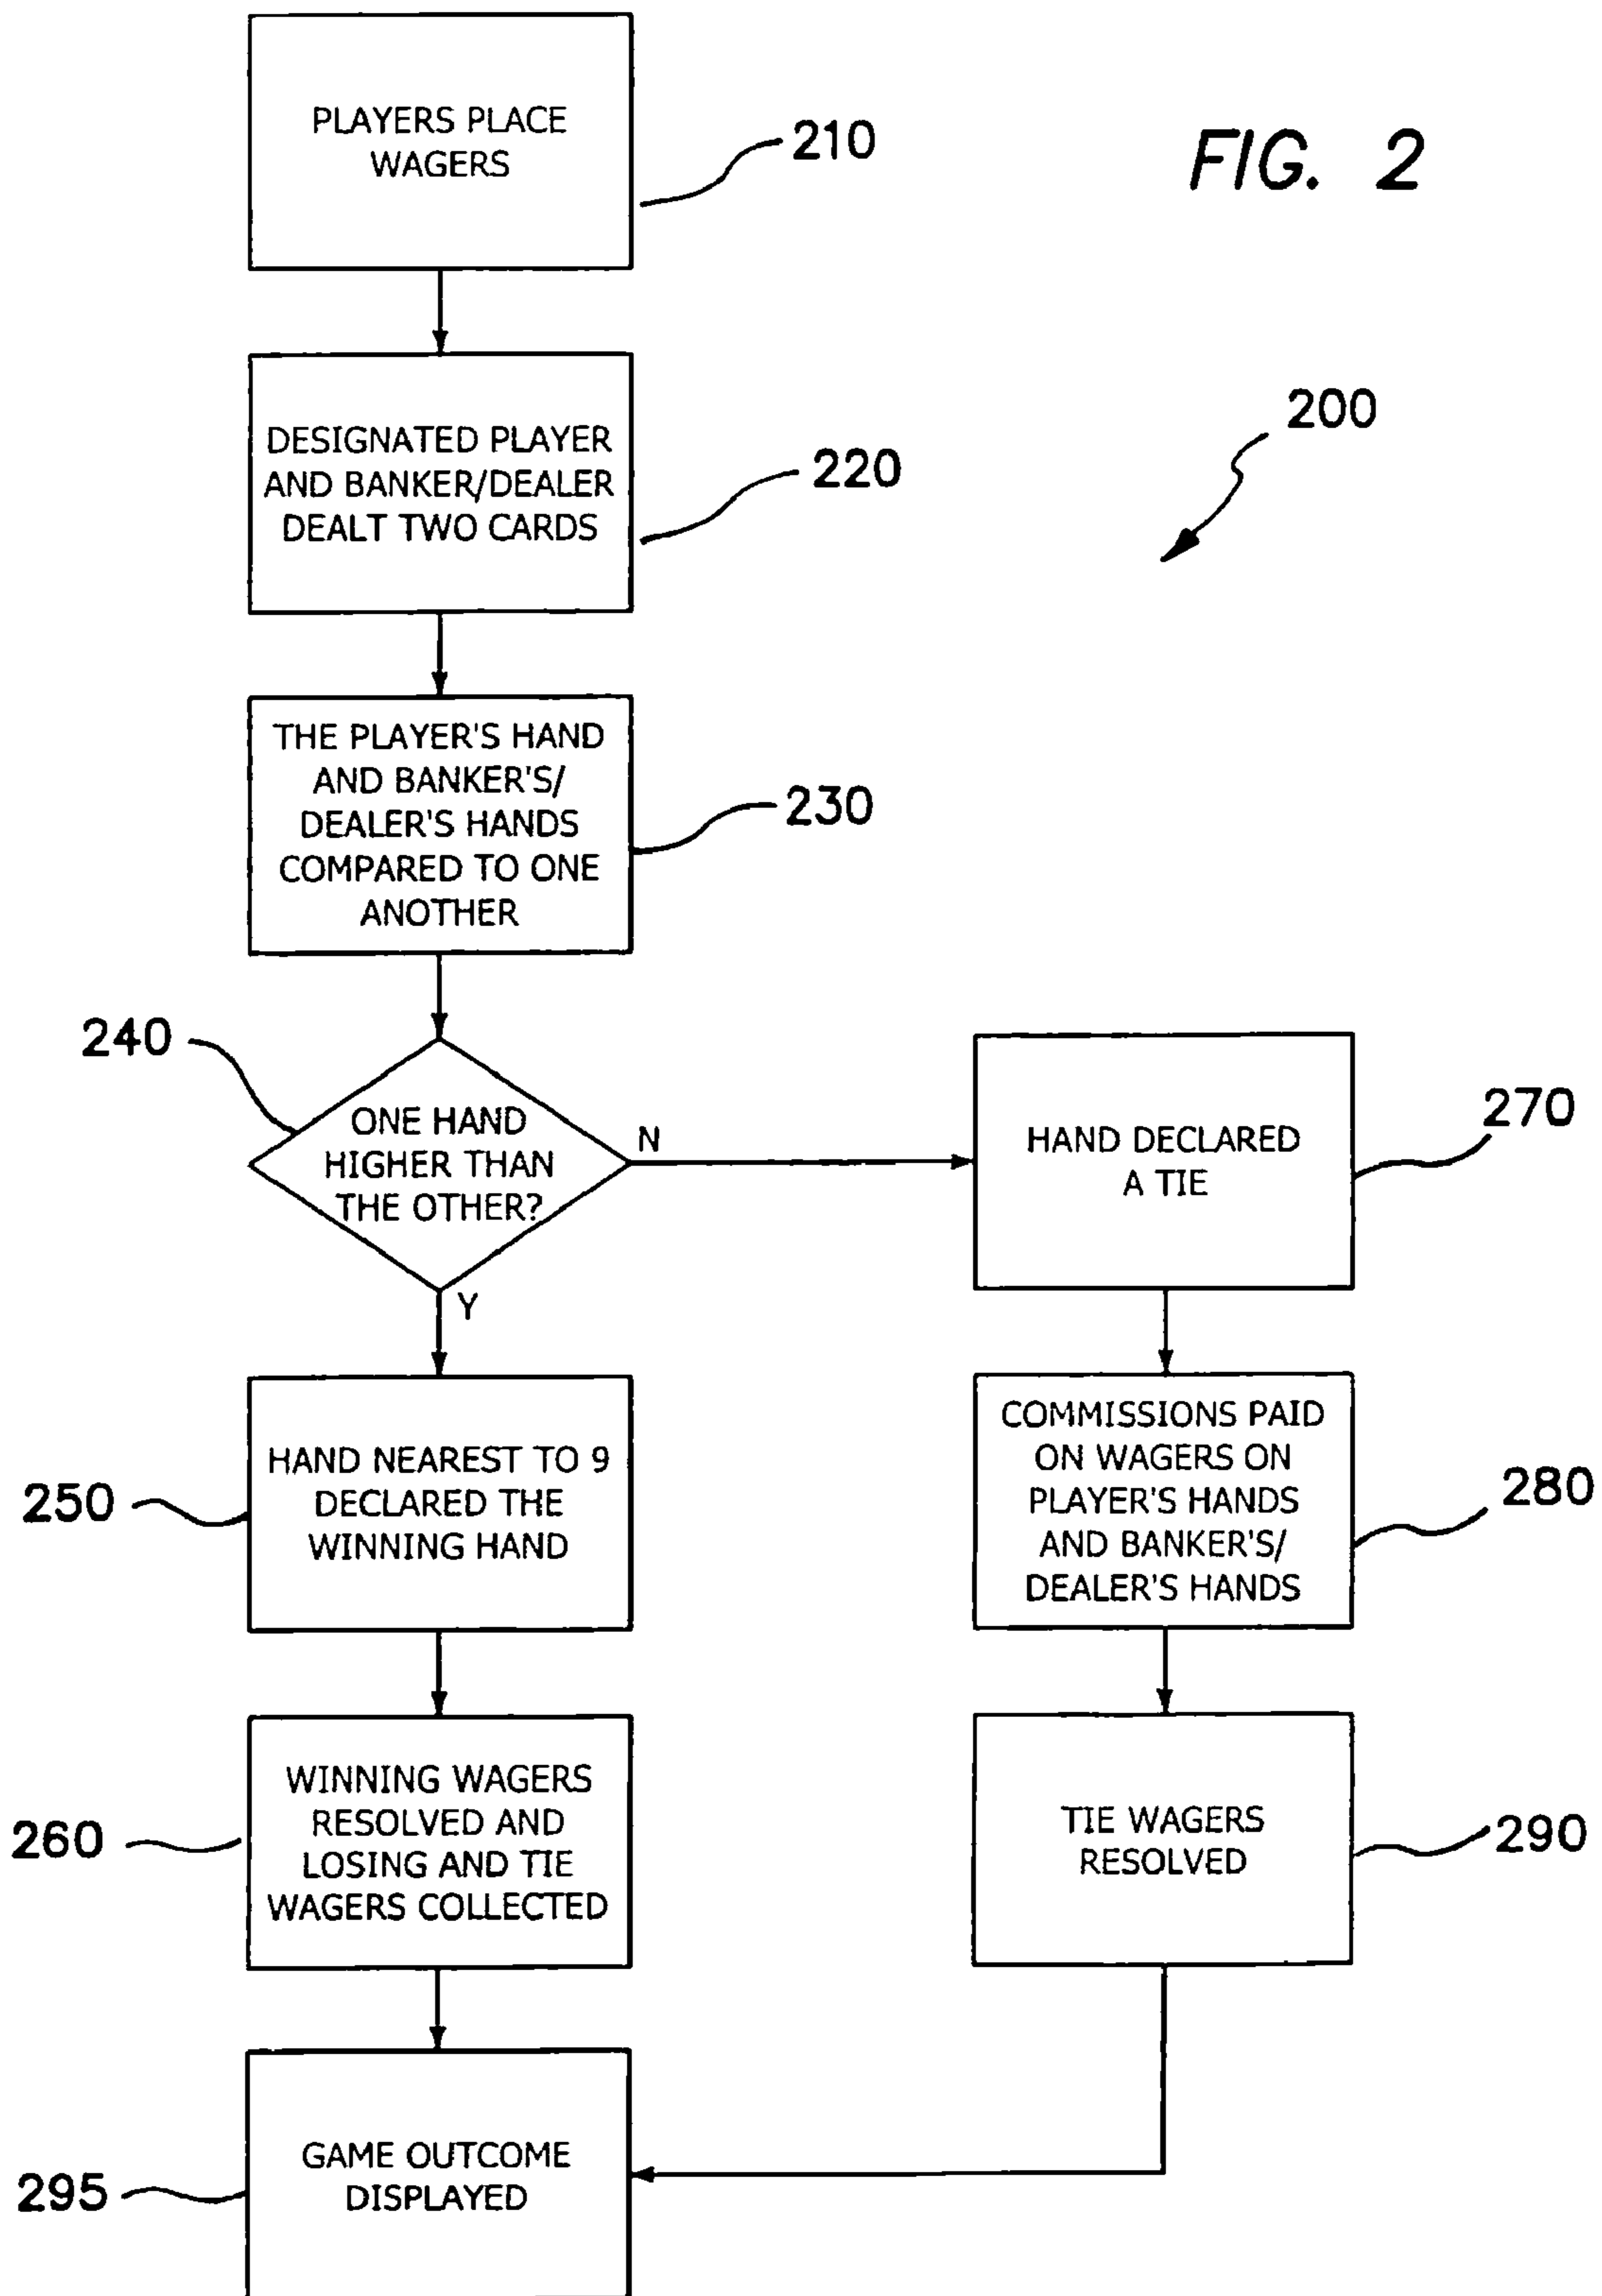 FIG. 2
200
PLAYERS PLACE
WAGERS
210
DESIGNATED PLAYER
AND BANKER/DEALER
DEALT TWO CARDS
220
THE PLAYER'S HAND
AND BANKER'S/
DEALER'S HANDS
COMPARED TO ONE
ANOTHER
230
240
ONE HAND
HIGHER THAN
THE OTHER?
N
Y
HAND DECLARED
A TIE
270
250
HAND NEAREST TO 9
DECLARED THE
WINNING HAND
COMMISSIONS PAID
ON WAGERS ON
PLAYER'S HANDS
AND BANKER'S/
DEALER'S HANDS
280
260
WINNING WAGERS
RESOLVED AND
LOSING AND TIE
WAGERS COLLECTED
TIE WAGERS
RESOLVED
290
295
GAME OUTCOME
DISPLAYED